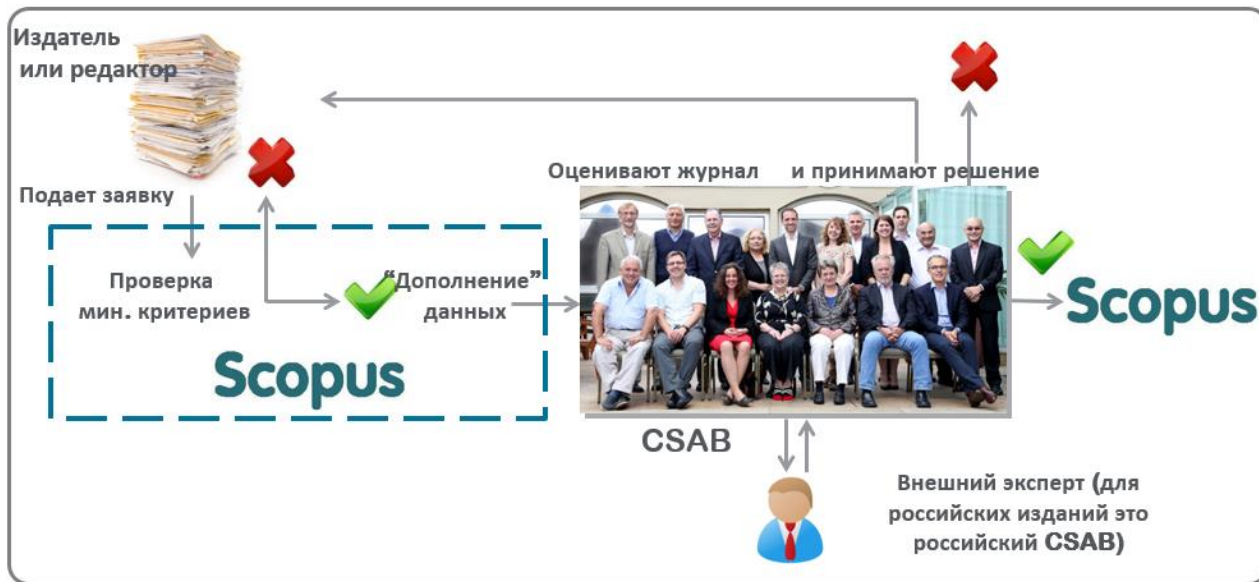 Издатель
или редактор
Подает заявку
Проверка
мин. критериев
“Дополнение”
данных
Scopus
Оценивают журнал
и принимают решение
CSAB
Scopus
Внешний эксперт (для
российских изданий это
российский CSAB)